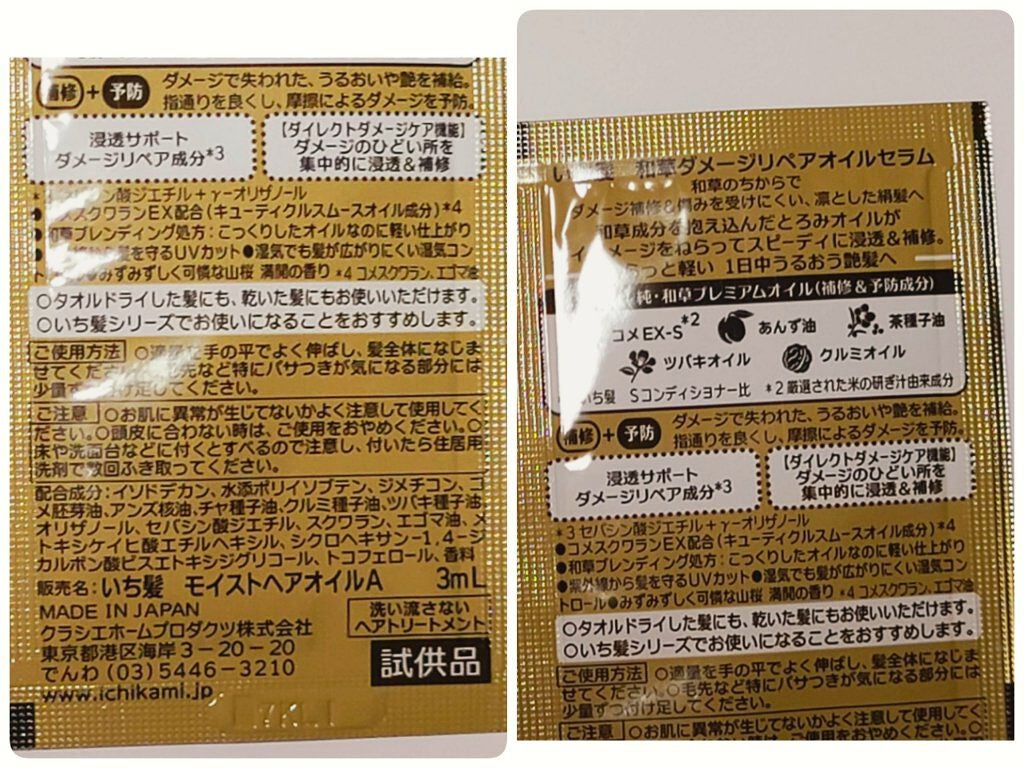 補修+予防 ダメージで失われた、うるおいや艶を補給。
指通りを良くし、摩擦によるダメージを予防。
浸透サポート
ダメージリペア成分*3
【ダイレクトダメージケア機能】
ダメージのひどい所を
集中的に浸透&補修
シン酸ジエチル+γ-オリザノール
メスクワランEX配合(キューティクルスムースオイル成分)*4
和草ブレンディング処方:こっくりしたオイルなのに軽い仕上がり
髪を守るUVカット●湿気でも髪が広がりにくい湿気コン
みずみずしく可憐な山桜 満開の香り *4 コメスクワラン、エゴマ油
○タオルドライした髪にも、乾いた髪にもお使いいただけます。
○いち髪シリーズでお使いになることをおすすめします。
ご使用方法 ○適量を手の平でよく伸ばし、髪全体になじま
せてください。○毛先など特にパサつきが気になる部分には
少量ずつ付け足してください。
ご注意 ○お肌に異常が生じてないかよく注意して使用してく
ださい。○頭皮に合わない時は、ご使用をおやめください。○
床や洗面台などに付くとすべるので注意し、付いたら住居用
洗剤で数回ふき取ってください。
配合成分:イソドデカン、水添ポリイソブテン、ジメチコン、コ
メ胚芽油、アンズ核油、チャ種子油、クルミ種子油、ツバキ種子油、
オリザノール、セバシン酸ジエチル、スクワラン、エゴマ油、メ
トキシケイヒ酸エチルヘキシル、シクロヘキサン-1,4-ジ
カルボン酸ビスエトキシジグリコール、トコフェロール、香料
販売名:いち髪 モイストヘアオイルA 3mL
MADE IN JAPAN
クラシエホームプロダクツ株式会社
東京都港区海岸3-20-20
でんわ(03)5446-3210
www.ichikami.jp
洗い流さない
ヘアトリートメント
試供品
和草ダメージリペアオイルセラム
和草のちからで
ダメージ補修&傷みを受けにくい、凛とした絹髪へ
和草成分を抱え込んだとろみオイルが
メージをねらってスピーディに浸透&補修。
らっと軽い 1日中うるおう艶髪へ
純・和草プレミアムオイル(補修&予防成分)
コメEX-S*2 あんず油 茶種子油
ツバキオイル クルミオイル
いち髪 Sコンディショナー比 *2 厳選された米の研ぎ汁由来成分
補修+予防 ダメージで失われた、うるおいや艶を補給。
指通りを良くし、摩擦によるダメージを予防。
浸透サポート
ダメージリペア成分*3
【ダイレクトダメージケア機能】
ダメージのひどい所を
集中的に浸透&補修
*3 セバシン酸ジエチル+γ-オリザノール
●コメスクワランEX配合(キューティクルスムースオイル成分)*4
●和草ブレンディング処方:こっくりしたオイルなのに軽い仕上がり
●紫外線から髪を守るUVカット●湿気でも髪が広がりにくい湿気コン
トロール●みずみずしく可憐な山桜 満開の香り *4 コメスクワラン、エゴマ油
○タオルドライした髪にも、乾いた髪にもお使いいただけます。
○いち髪シリーズでお使いになることをおすすめします。
ご使用方法 ○適量を手の平でよく伸ばし、髪全体になじま
せてください。○毛先など特にパサつきが気になる部分には
少量ずつ付け足してください。
ご注意 ○お肌に異常が生じてないかよく注意して使用してく